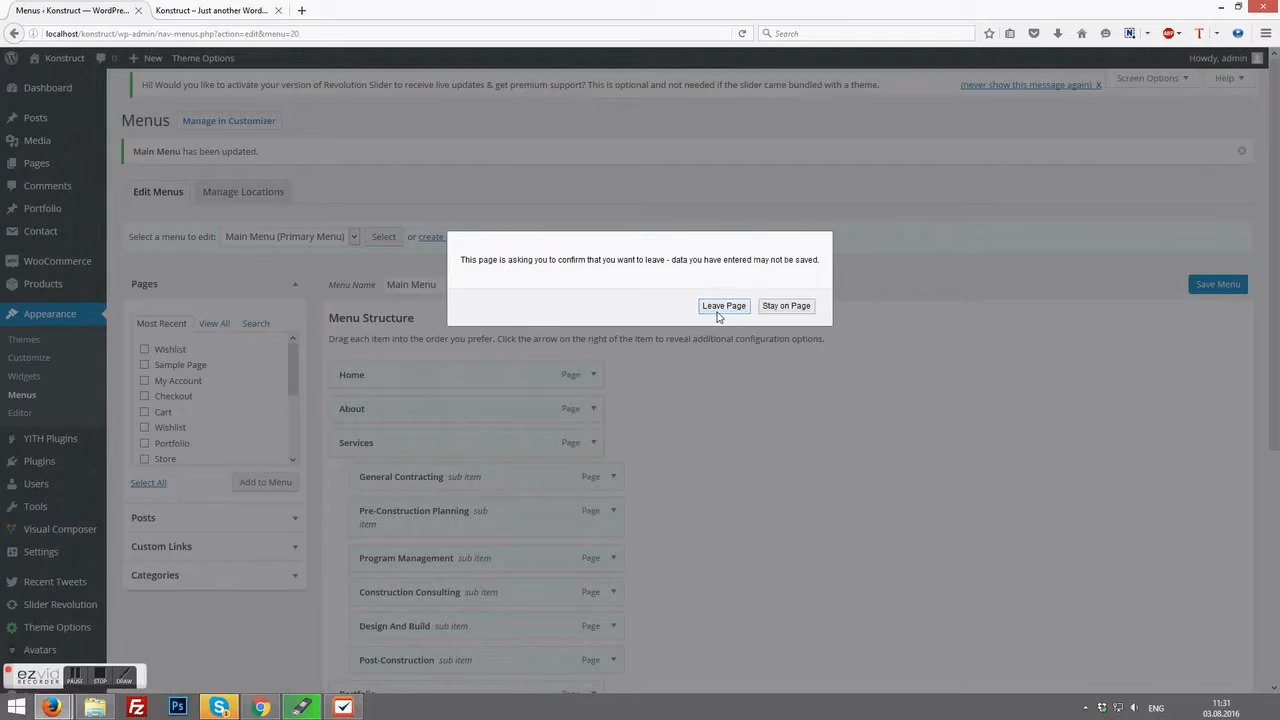 Menus ‹ Konstruct — WordPre...
Konstruct – Just another Word...
localhost/konstruct/wp-admin/nav-menus.php?action=edit&menu=20
Search
Konstruct
0
New
Theme Options
Howdy, admin
Dashboard
Posts
Media
Pages
Comments
Portfolio
Contact
WooCommerce
Products
Appearance
Themes
Customize
Widgets
Menus
Editor
YITH Plugins
Plugins
Users
Tools
Visual Composer
Settings
Recent Tweets
Slider Revolution
Theme Options
Avatars
Hi! Would you like to activate your version of Revolution Slider to receive live updates & get premium support? This is optional and not needed if the slider came bundled with a theme.
(never show this message again) X
Screen Options
Help
Menus
Manage in Customizer
Main Menu has been updated.
Edit Menus
Manage Locations
Select a menu to edit:
Main Menu (Primary Menu)
Select
or create
This page is asking you to confirm that you want to leave - data you have entered may not be saved.
Leave Page
Stay on Page
Pages
Most Recent
View All
Search
Wishlist
Sample Page
My Account
Checkout
Cart
Wishlist
Portfolio
Store
Select All
Add to Menu
Posts
Custom Links
Categories
Menu Name
Main Menu
Save Menu
Menu Structure
Drag each item into the order you prefer. Click the arrow on the right of the item to reveal additional configuration options.
Home Page
About Page
Services Page
General Contracting sub item Page
Pre-Construction Planning sub
item
Page
Program Management sub item Page
Construction Consulting sub item Page
Design And Build sub item Page
Post-Construction sub item Page
Portfolio
ezvid
RECORDER
PAUSE
STOP
DRAW
ENG
11:31
03.08.2016